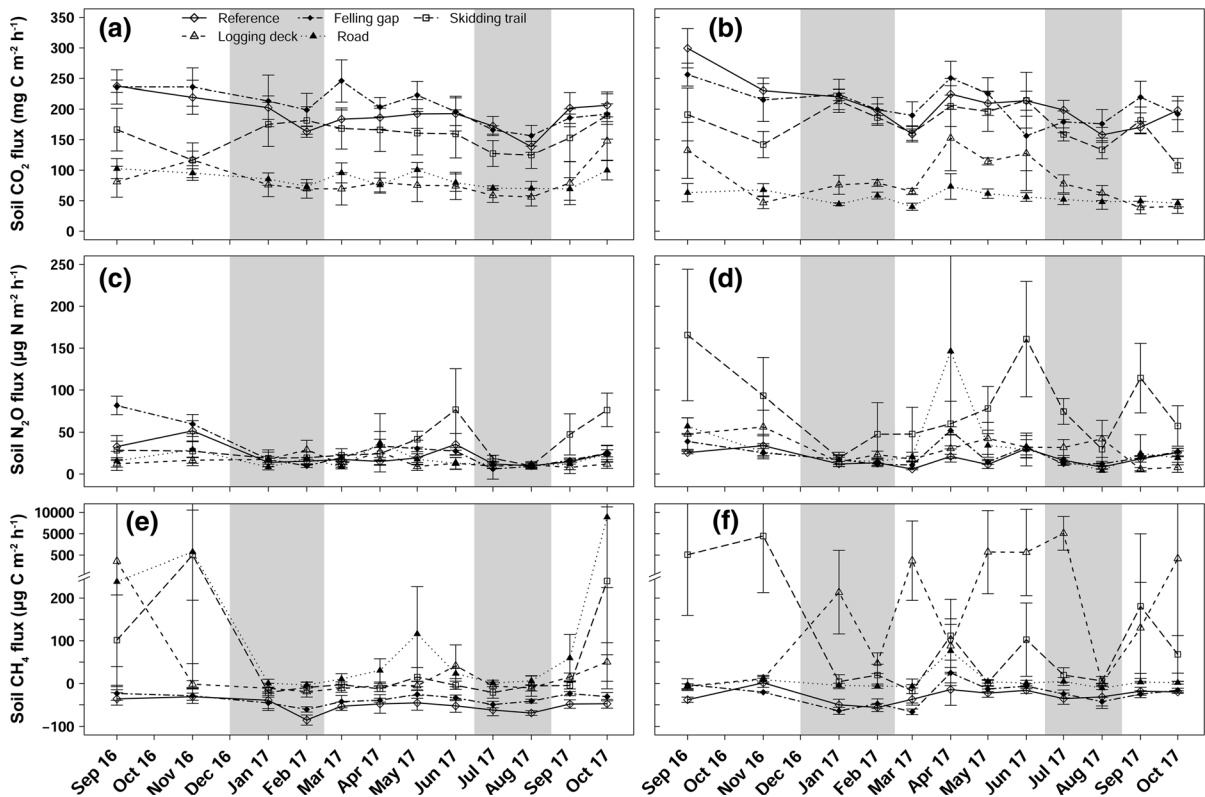 (a)
Reference
Felling gap
Skidding trail
Logging deck
Road
Soil CO2 flux (mg C m-2 h-1)
350
300
250
200
150
100
50
0
(b)
(c)
Soil N2O flux (µg N m-2 h-1)
250
200
150
100
50
0
(d)
(e)
Soil CH4 flux (µg C m-2 h-1)
10000
5000
500
200
100
0
−100
(f)
Sep 16
Oct 16
Nov 16
Dec 16
Jan 17
Feb 17
Mar 17
Apr 17
May 17
Jun 17
Jul 17
Aug 17
Sep 17
Oct 17
Sep 16
Oct 16
Nov 16
Dec 16
Jan 17
Feb 17
Mar 17
Apr 17
May 17
Jun 17
Jul 17
Aug 17
Sep 17
Oct 17